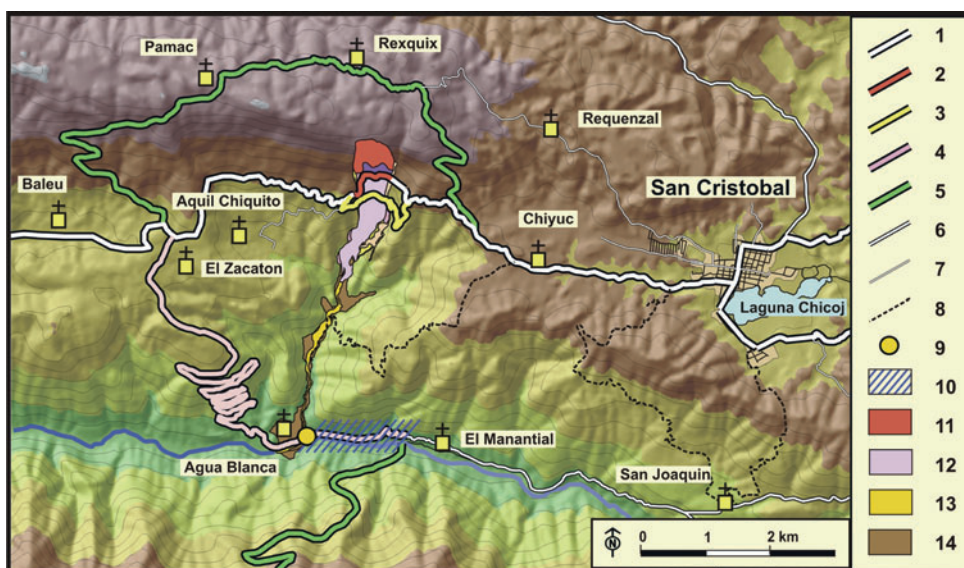 Pamac
Rexquix
Requenzal
San Cristobal
Baleu
Aquil Chiquito
El Zacaton
Chiyuc
Laguna Chicoj
Agua Blanca
El Manantial
San Joaquin
N
0 1 2 km
1
2
3
4
5
6
7
8
9
10
11
12
13
14